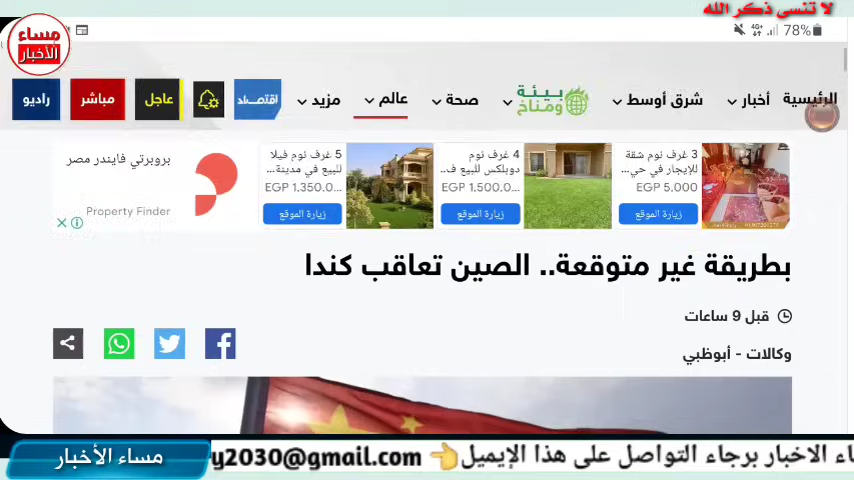 لا تنسى ذكر الله
مساء
الأخبار
4G+ 78%
الرئيسية
أخبار
شرق أوسط
بيئة
ومناخ
صحة
عالم
مزيد
اقتصاد
عاجل
مباشر
راديو
3 غرف نوم شقة
للإيجار في حي...
EGP 5,000
زيارة الموقع
4 غرف نوم
دوبلكس للبيع ف..
EGP 1,500.0...
زيارة الموقع
5 غرف نوم فيلا
للبيع في مدينة...
EGP 1,350.0...
زيارة الموقع
بروبرتي فايندر مصر
Property Finder
بطريقة غير متوقعة.. الصين تعاقب كندا
قبل 9 ساعات
وكالات - أبوظبي
اء الاخبار برجاء التواصل على هذا الإيميل👈 y2030@gmail.com
مساء الأخبار